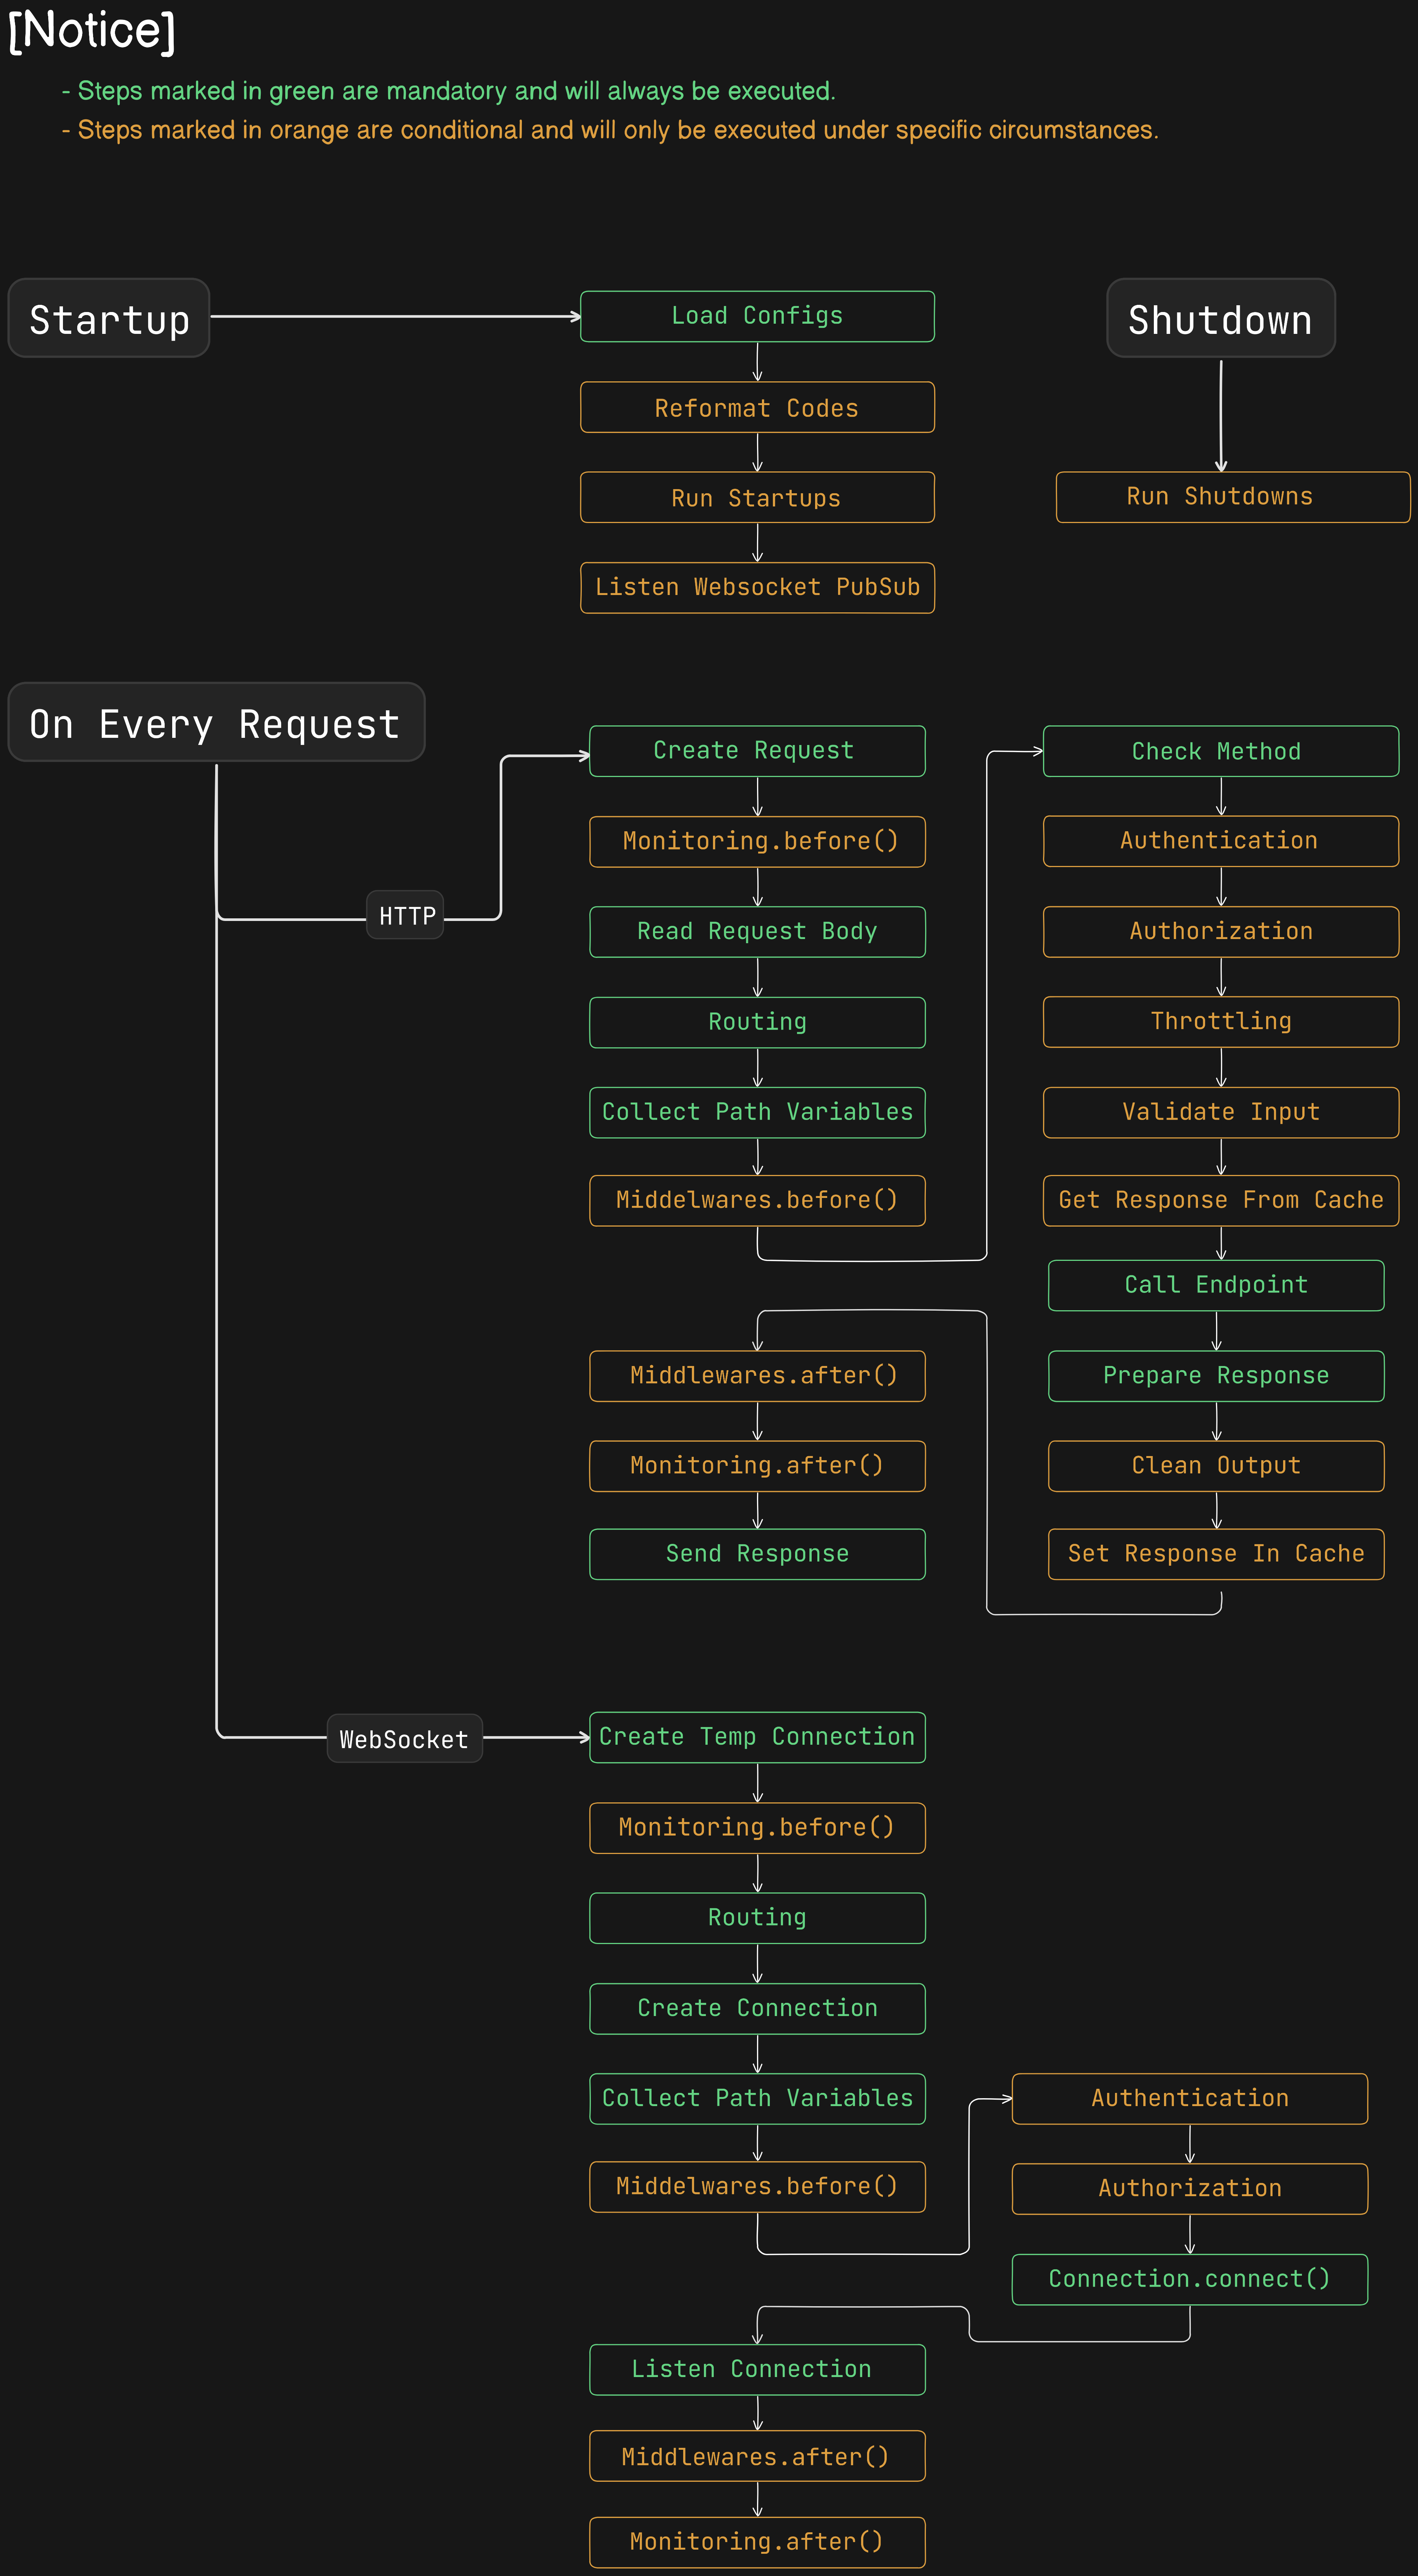 [Notice]
- Steps marked in green are mandatory and will always be executed.
- Steps marked in orange are conditional and will only be executed under specific circumstances.
Startup
Load Configs
Reformat Codes
Run Startups
Listen Websocket PubSub
Shutdown
Run Shutdowns
On Every Request
HTTP
Create Request
Monitoring.before()
Read Request Body
Routing
Collect Path Variables
Middelwares.before()
Check Method
Authentication
Authorization
Throttling
Validate Input
Get Response From Cache
Call Endpoint
Prepare Response
Clean Output
Set Response In Cache
Middlewares.after()
Monitoring.after()
Send Response
WebSocket
Create Temp Connection
Monitoring.before()
Routing
Create Connection
Collect Path Variables
Middelwares.before()
Authentication
Authorization
Connection.connect()
Listen Connection
Middlewares.after()
Monitoring.after()